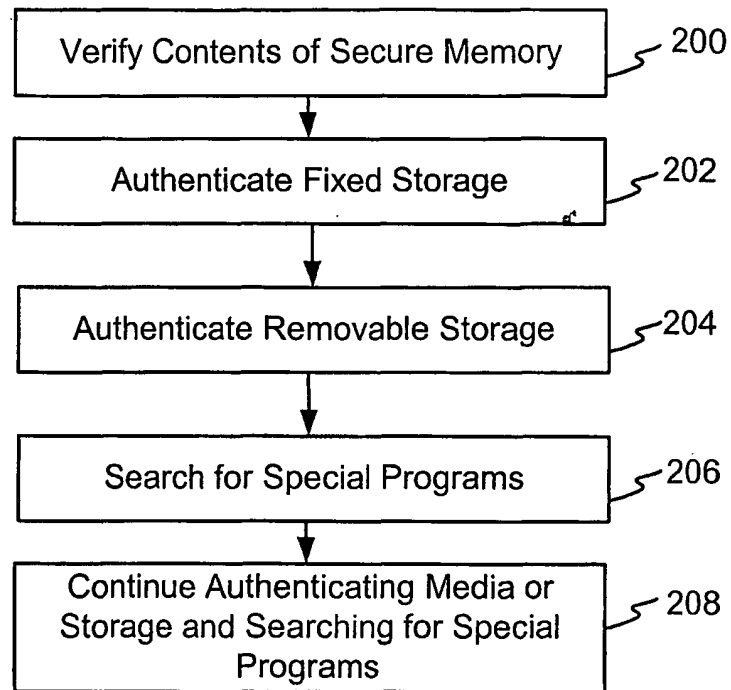 Verify Contents of Secure Memory
200
Authenticate Fixed Storage
202
Authenticate Removable Storage
204
Search for Special Programs
206
Continue Authenticating Media or
Storage and Searching for Special
Programs
208